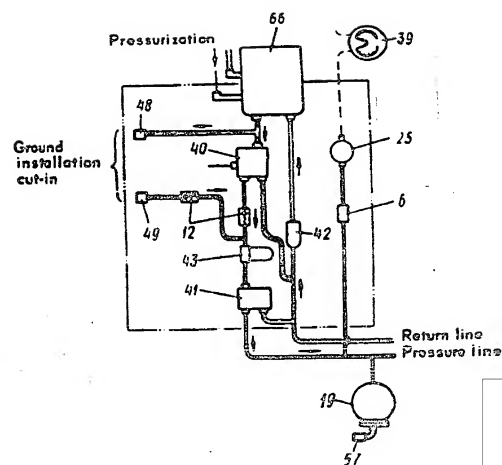 66
39
Pressurization
48
40
25
Ground
installation
cut-in
6
49
12
42
43
41
Return line
Pressure line
19
57